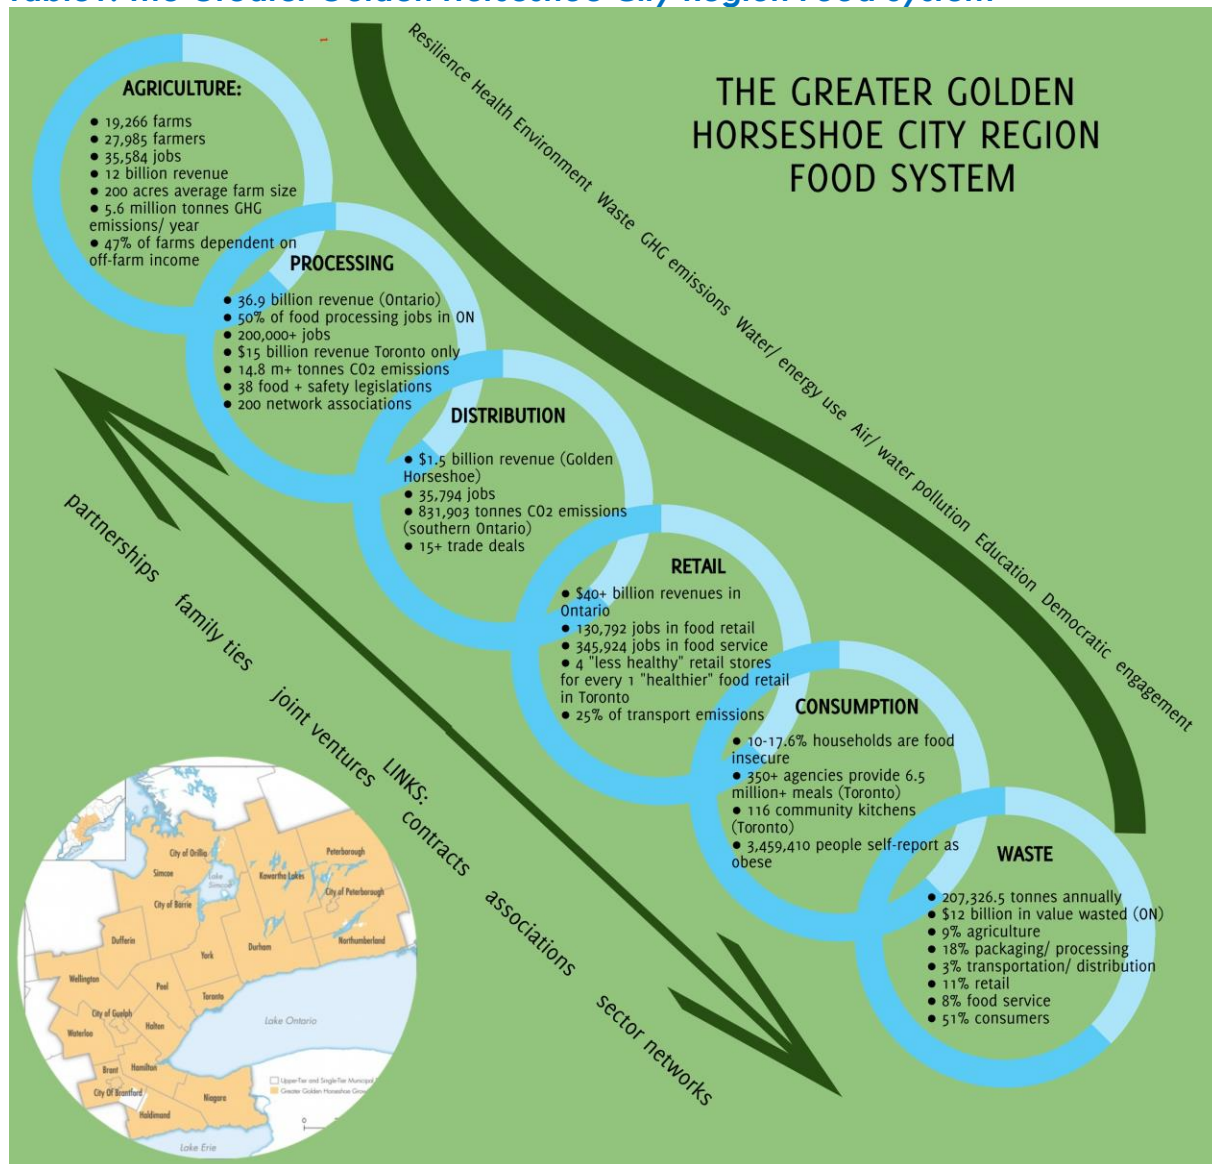 THE GREATER GOLDEN
HORSESHOE CITY REGION
FOOD SYSTEM
Resilience Health Environment Waste GHG emissions Water/ energy use Air/ water pollution Education Democratic engagement
AGRICULTURE:
● 19,266 farms
● 27,985 farmers
● 35,584 jobs
● 12 billion revenue
● 200 acres average farm size
● 5.6 million tonnes GHG
emissions/ year
● 47% of farms dependent on
off-farm income
PROCESSING
● 36.9 billion revenue (Ontario)
● 50% of food processing jobs in ON
● 200,000+ jobs
● $15 billion revenue Toronto only
● 14.8 m+ tonnes CO2 emissions
● 38 food + safety legislations
● 200 network associations
DISTRIBUTION
● $1.5 billion revenue (Golden
Horseshoe)
● 35,794 jobs
● 831,903 tonnes CO2 emissions
(southern Ontario)
● 15+ trade deals
RETAIL
● $40+ billion revenues in
Ontario
● 130,792 jobs in food retail
● 345,924 jobs in food service
● 4 "less healthy" retail stores
for every 1 "healthier" food retail
in Toronto
● 25% of transport emissions
CONSUMPTION
● 10-17.6% households are food
insecure
● 350+ agencies provide 6.5
million+ meals (Toronto)
● 116 community kitchens
(Toronto)
● 3,459,410 people self-report as
obese
WASTE
● 207,326.5 tonnes annually
● $12 billion in value wasted (ON)
● 9% agriculture
● 18% packaging/ processing
● 3% transportation/ distribution
● 11% retail
● 8% food service
● 51% consumers
LINKS:
partnerships family ties joint ventures contracts associations sector networks
City of Orillia
Simcoe
Lake
Simcoe
City of Barrie
Kawartha Lakes
Peterborough
City of Peterborough
Northumberland
Dufferin
York
Durham
Wellington
Peel
Toronto
City of Guelph
Halton
Waterloo
Lake Ontario
Brant
Hamilton
City Of Brantford
Niagara
Haldimand
Lake Erie
Upper-Tier and Single-Tier Municipal
Greater Golden Horseshoe
0